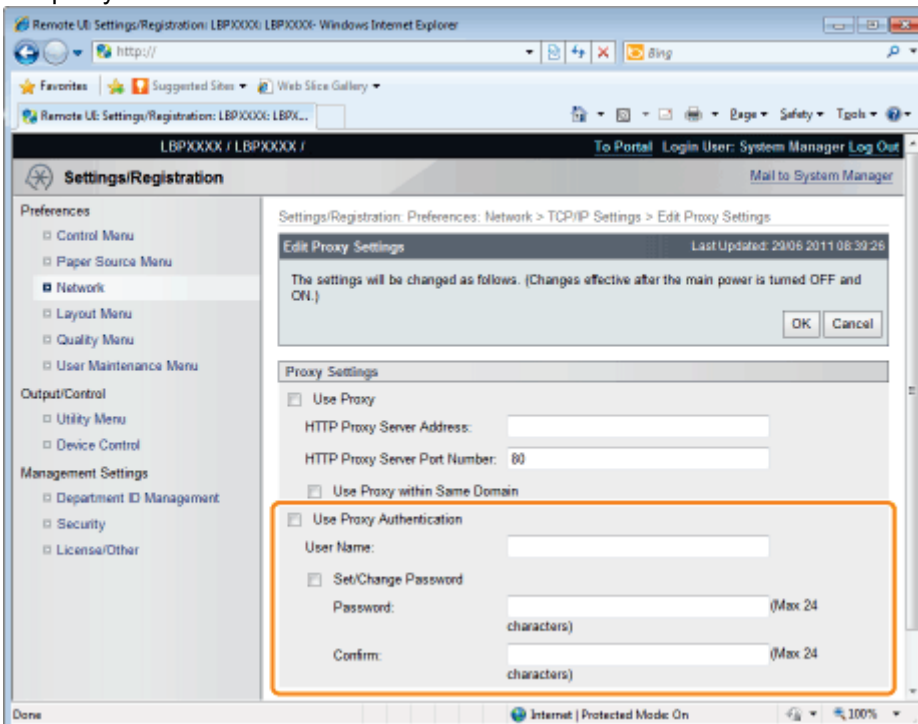 Remote UI: Settings/Registration: LBPXXXX: LBPXXXX - Windows Internet Explorer
http://
Bing
Favorites Suggested Sites Web Slice Gallery
Remote UI: Settings/Registration: LBPXXXX: LBPX... Page Safety Tools
LBPXXXX / LBPXXXX / To Portal Login User: System Manager Log Out
Settings/Registration Mail to System Manager
Preferences
Control Menu
Paper Source Menu
Network
Layout Menu
Quality Menu
User Maintenance Menu
Output/Control
Utility Menu
Device Control
Management Settings
Department ID Management
Security
License/Other
Settings/Registration: Preferences: Network > TCP/IP Settings > Edit Proxy Settings
Edit Proxy Settings Last Updated: 29/06 2011 08:39:26
The settings will be changed as follows. (Changes effective after the main power is turned OFF and
ON.)
OK Cancel
Proxy Settings
Use Proxy
HTTP Proxy Server Address:
HTTP Proxy Server Port Number: 80
Use Proxy within Same Domain
Use Proxy Authentication
User Name:
Set/Change Password
Password: (Max 24
characters)
Confirm: (Max 24
characters)
Done Internet | Protected Mode: On 100%